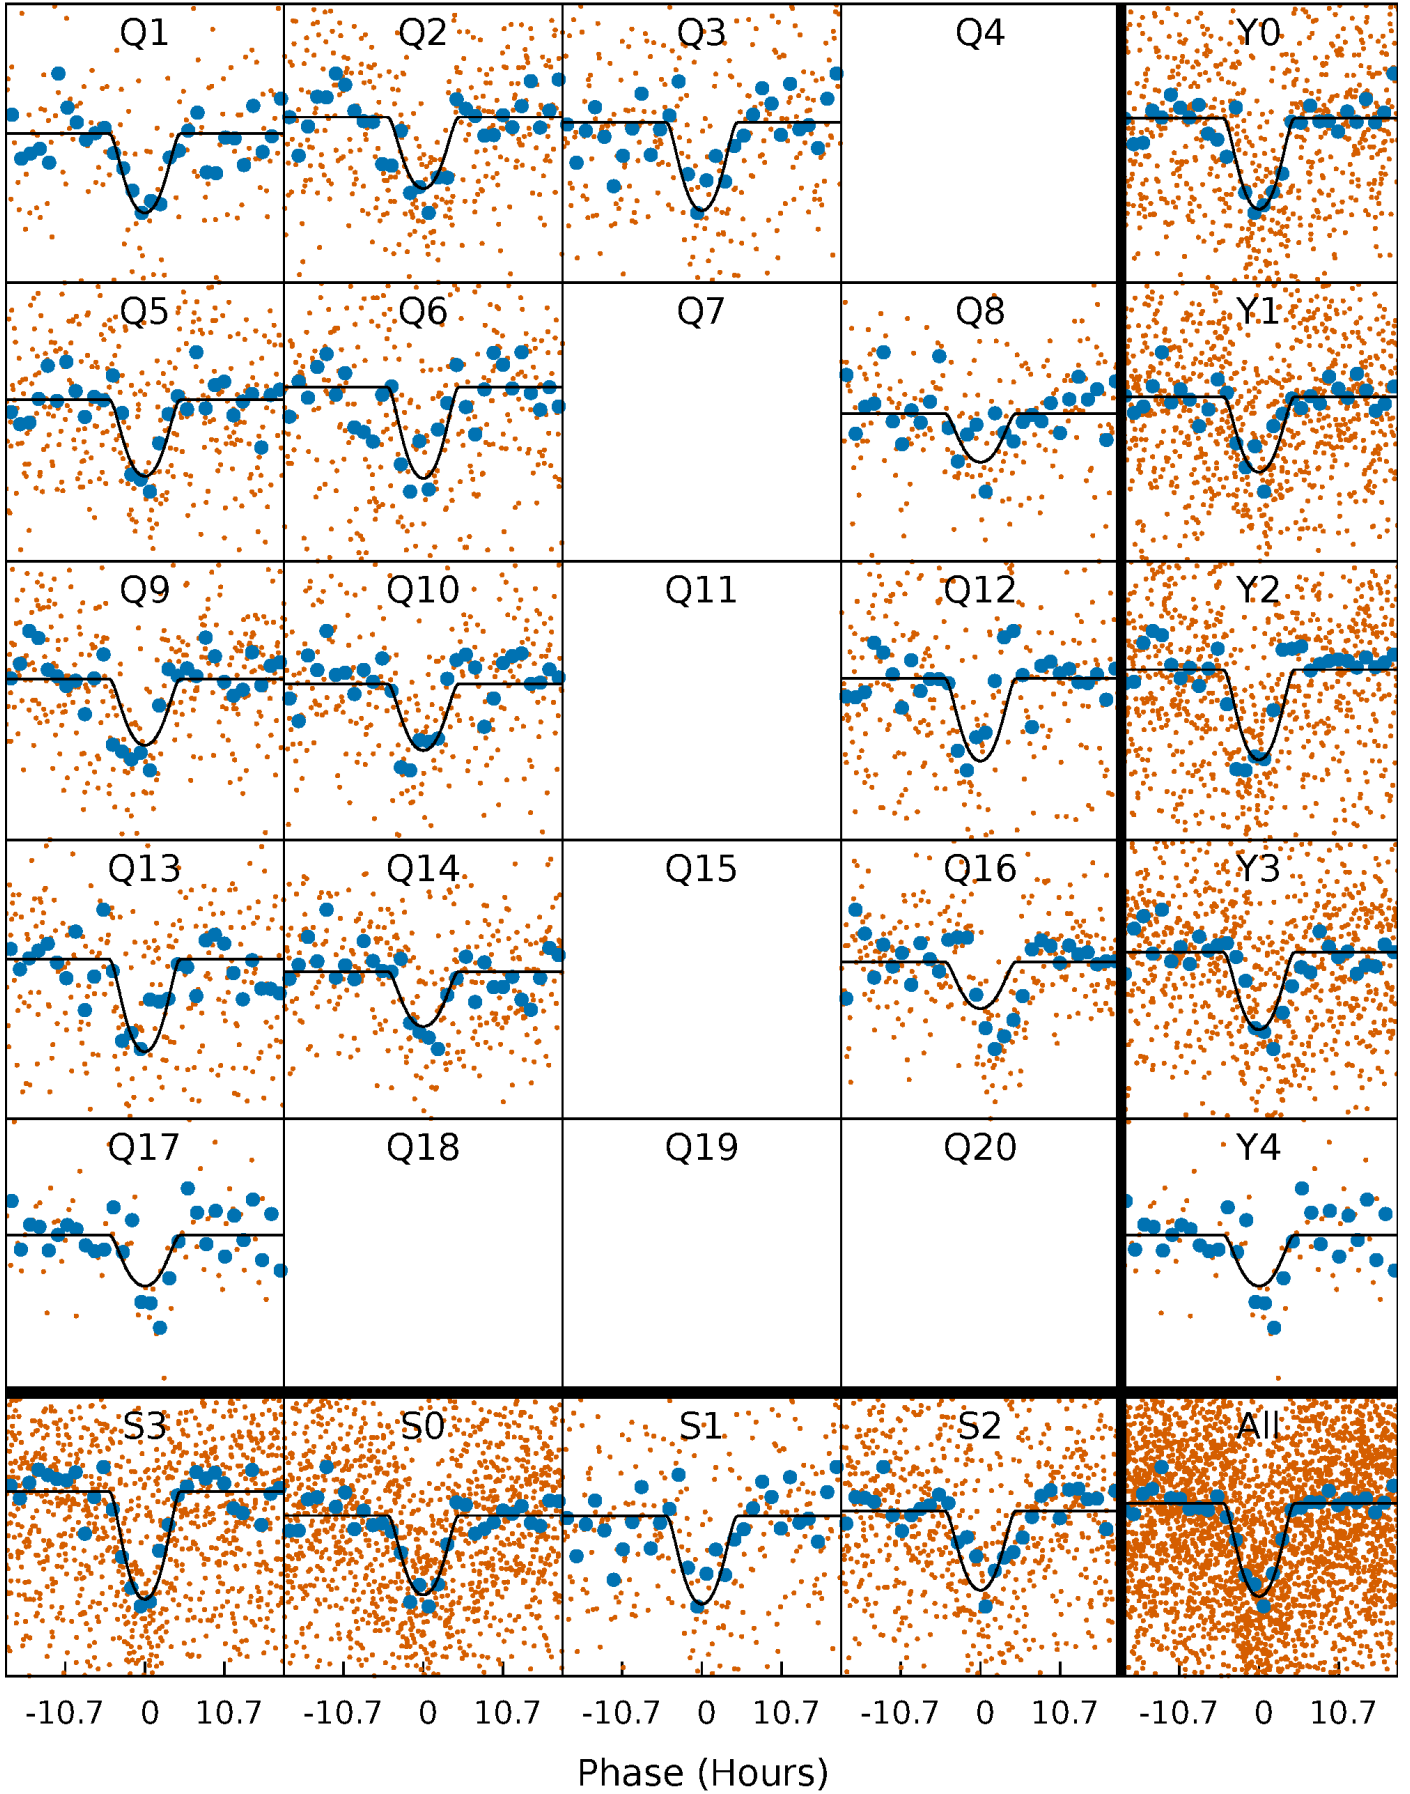 Q1 Q2 Q3 Q4 Y0
Q5 Q6 Q7 Q8 Y1
Q9 Q10 Q11 Q12 Y2
Q13 Q14 Q15 Q16 Y3
Q17 Q18 Q19 Q20 Y4
S3 S0 S1 S2 All
-10.7 0 10.7 -10.7 0 10.7 -10.7 0 10.7 -10.7 0 10.7 -10.7 0 10.7
Phase (Hours)